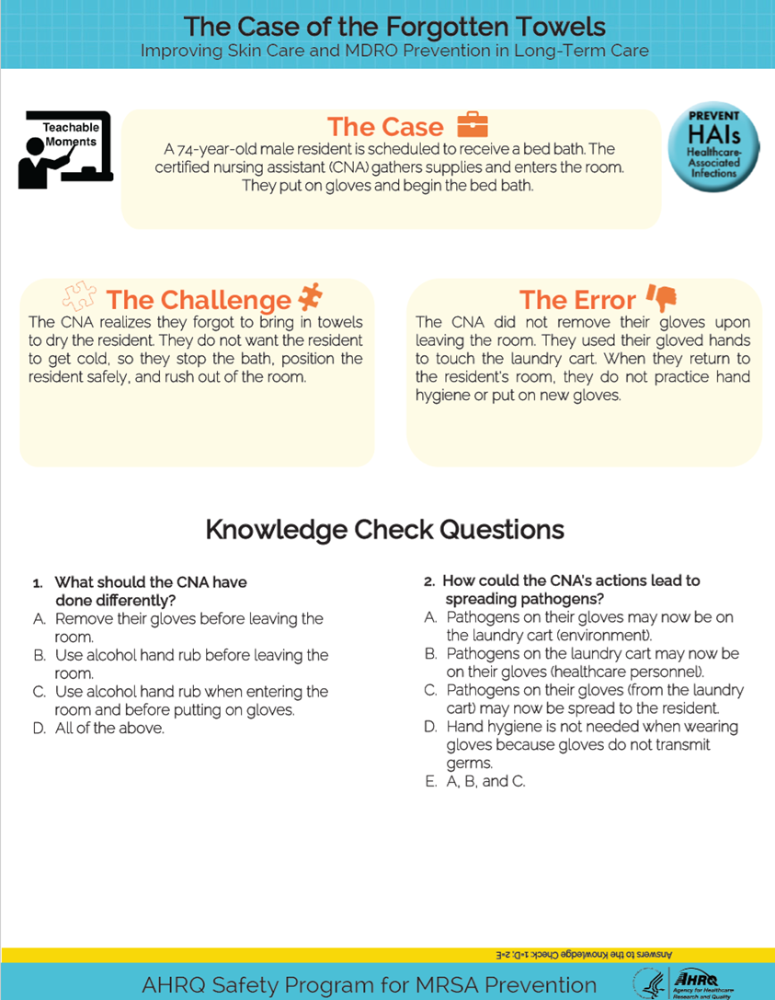 The Case of the Forgotten Towels
Improving Skin Care and MDRO Prevention in Long-Term Care
Teachable
Moments
The Case
A 74-year-old male resident is scheduled to receive a bed bath. The
certified nursing assistant (CNA) gathers supplies and enters the room.
They put on gloves and begin the bed bath.
PREVENT
HAIs
Healthcare-
Associated
Infections
The Challenge
The CNA realizes they forgot to bring in towels
to dry the resident. They do not want the resident
to get cold, so they stop the bath, position the
resident safely, and rush out of the room.
The Error
The CNA did not remove their gloves upon
leaving the room. They used their gloved hands
to touch the laundry cart. When they return to
the resident's room, they do not practice hand
hygiene or put on new gloves.
Knowledge Check Questions
1. What should the CNA have
done differently?
A. Remove their gloves before leaving the
room.
B. Use alcohol hand rub before leaving the
room.
C. Use alcohol hand rub when entering the
room and before putting on gloves.
D. All of the above.
2. How could the CNA's actions lead to
spreading pathogens?
A. Pathogens on their gloves may now be on
the laundry cart (environment).
B. Pathogens on the laundry cart may now be
on their gloves (healthcare personnel).
C. Pathogens on their gloves (from the laundry
cart) may now be spread to the resident.
D. Hand hygiene is not needed when wearing
gloves because gloves do not transmit
germs.
E. A, B, and C.
Answers to the Knowledge Check: 1=D; 2=E
AHRQ Safety Program for MRSA Prevention
AHRQ
Agency for Healthcare
Research and Quality